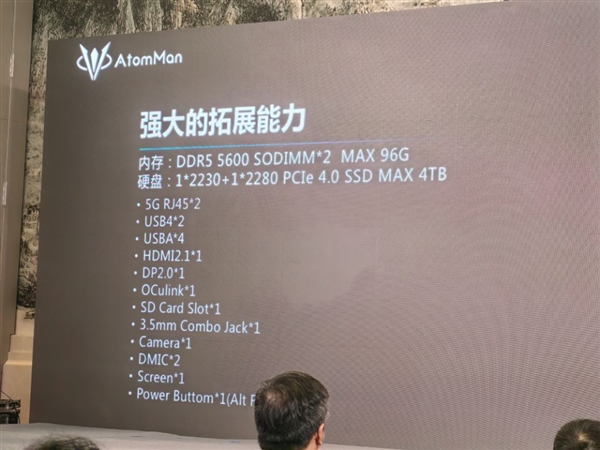 AtomMan
强大的拓展能力
内存：DDR5 5600 SODIMM*2 MAX 96G
硬盘：1*2230+1*2280 PCIe 4.0 SSD MAX 4TB
• 5G RJ45*2
• USB4*2
• USBA*4
• HDMI2.1*1
• DP2.0*1
• OCulink*1
• SD Card Slot*1
• 3.5mm Combo Jack*1
• Camera*1
• DMIC*2
• Screen*1
• Power Buttom*1(Alt